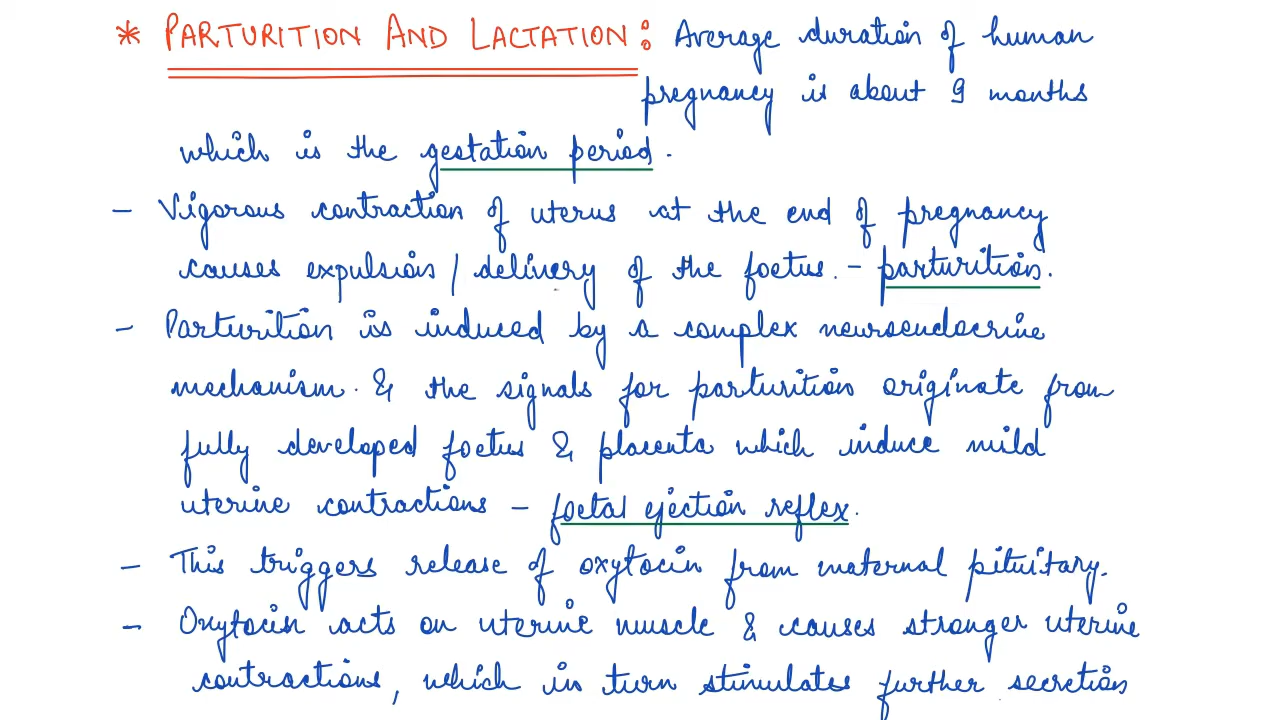 * PARTURITION AND LACTATION: Average duration of human
pregnancy is about 9 months
which is the gestation period.
- Vigorous contraction of uterus at the end of pregnancy
causes expulsion / delivery of the foetus. - parturition.
- Parturition is induced by a complex neuroendocrine
mechanism. & the signals for parturition originate from
fully developed foetus & placenta which induce mild
uterine contractions - foetal ejection reflex.
- This triggers release of oxytocin from maternal pituitary.
- Oxytocin acts on uterine muscle & causes stronger uterine
contractions, which in turn stimulates further secretion